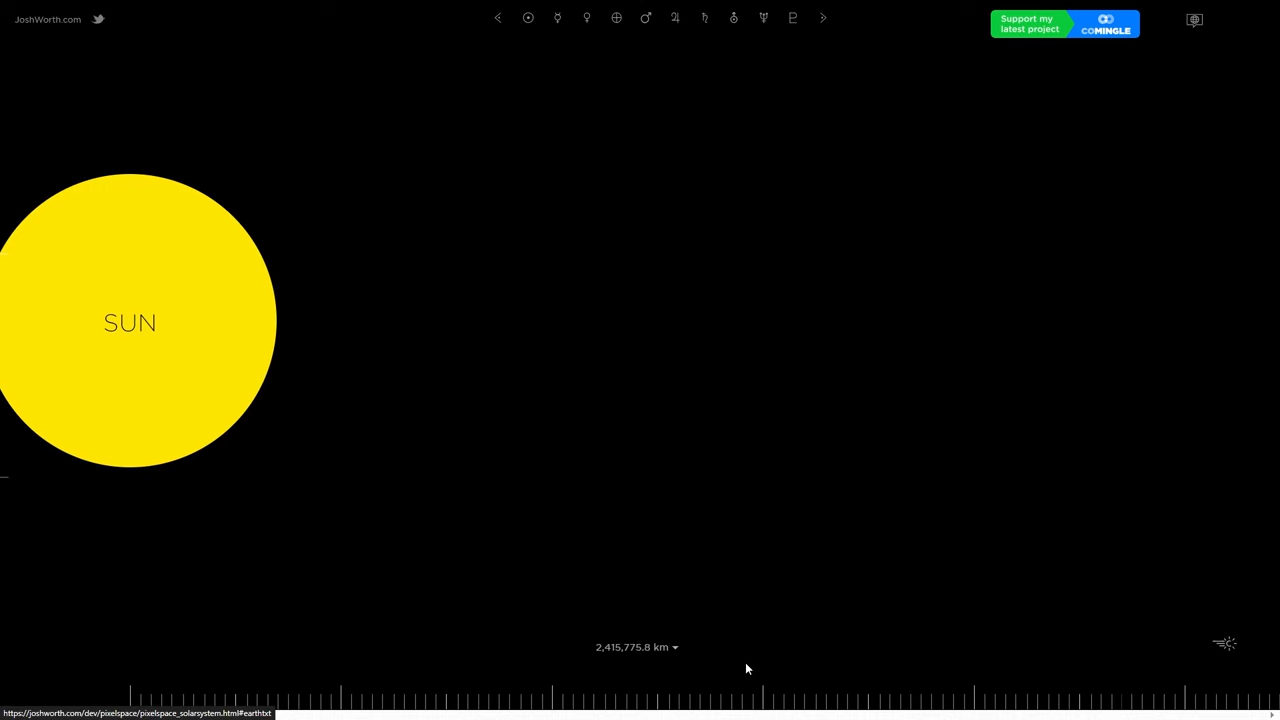 JoshWorth.com
Support my
latest project
COMINGLE
SUN
2,415,775.8 km
https://joshworth.com/dev/pixelspace/pixelspace_solarsystem.html#earthtxt